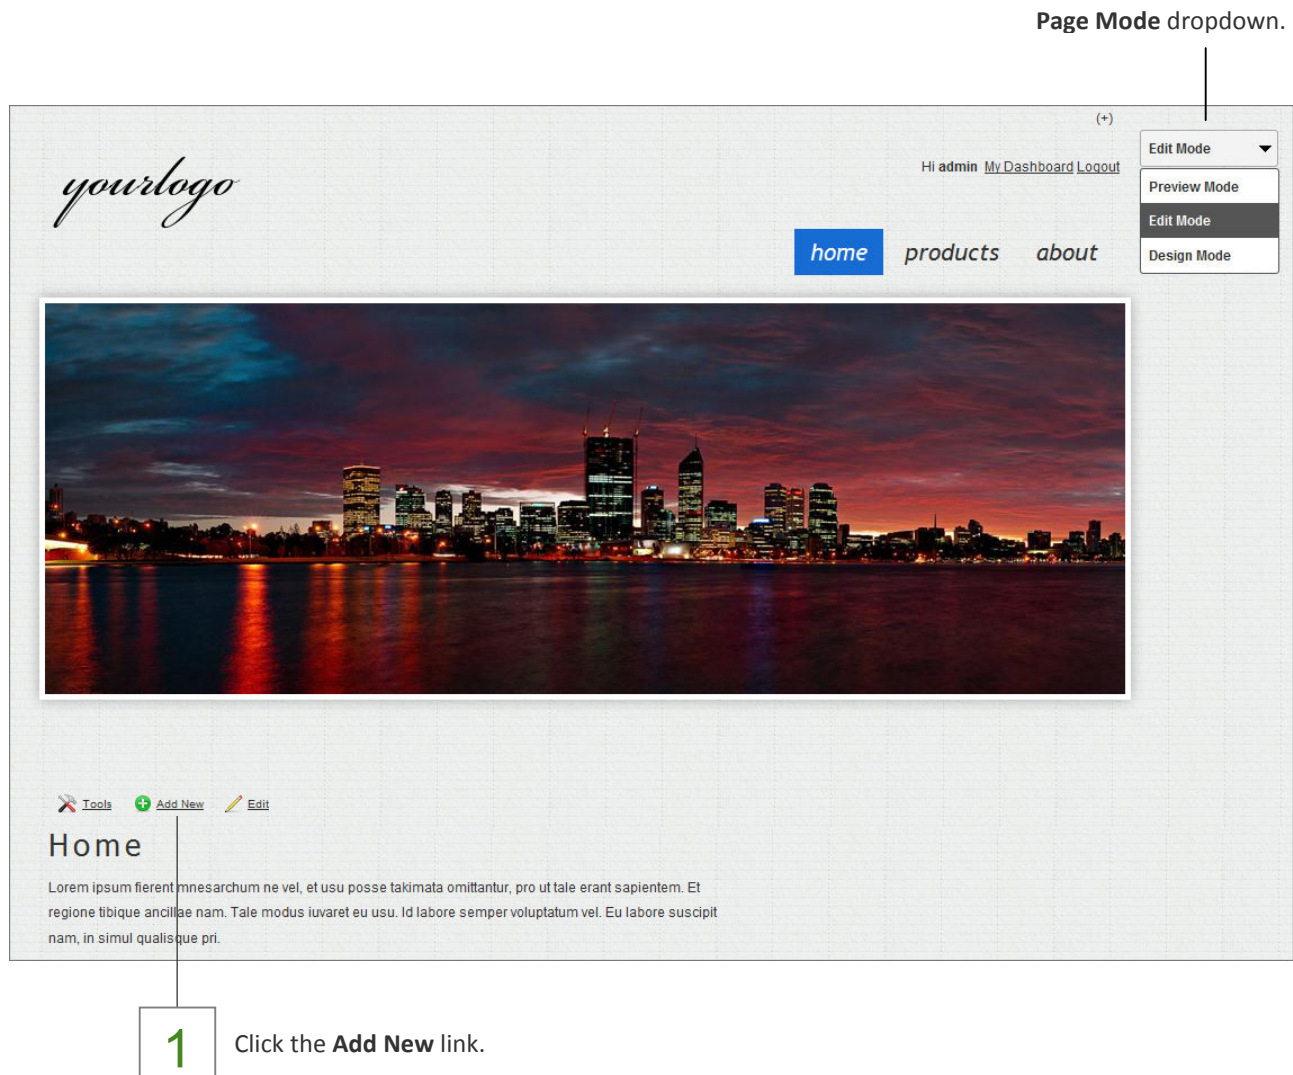 Page Mode dropdown.
(+)
Edit Mode
Hi admin My Dashboard Logout
yourlogo
Preview Mode
Edit Mode
Design Mode
home products about
Tools Add New Edit
Home
Lorem ipsum fierent mnesarchum ne vel, et usu posse takimata omittantur, pro ut tale erant sapientem. Et
regione tibique ancillae nam. Tale modus iuvaret eu usu. Id labore semper voluptatum vel. Eu labore suscipit
nam, in simul qualisque pri.
1 Click the Add New link.